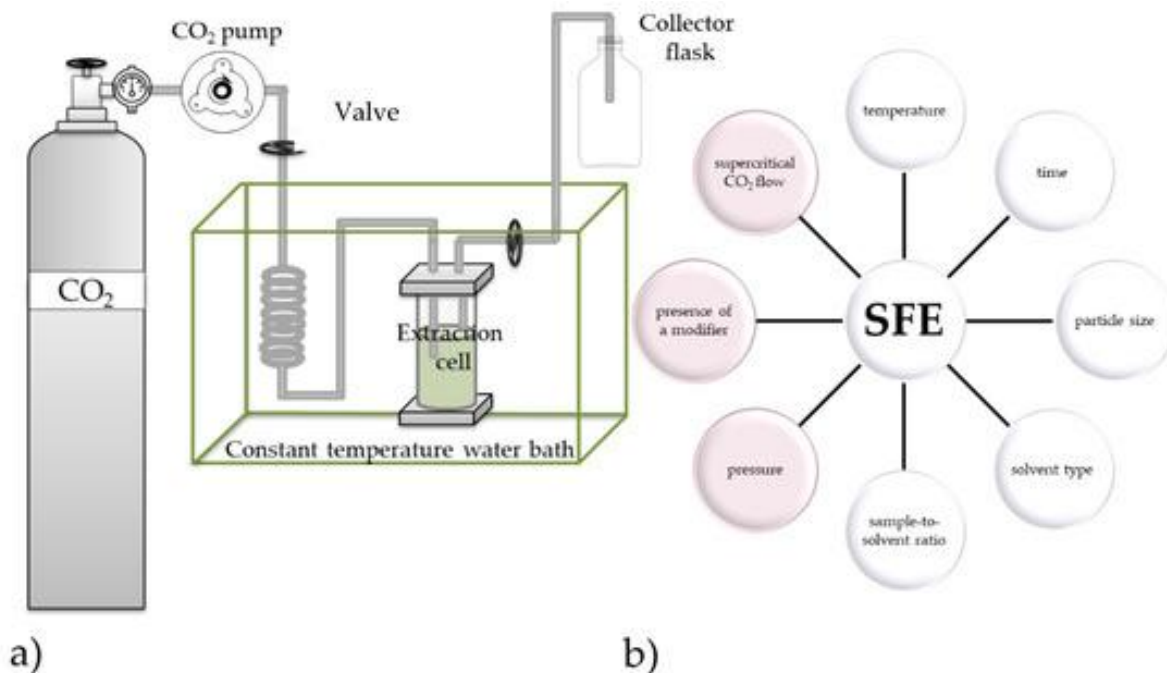 CO₂ pump
Collector
flask
Valve
CO₂
Extraction
cell
Constant temperature water bath
a)
temperature
supercritical
CO₂ flow
time
presence of
a modifier
SFE
particle size
pressure
solvent type
sample-to-
solvent ratio
b)